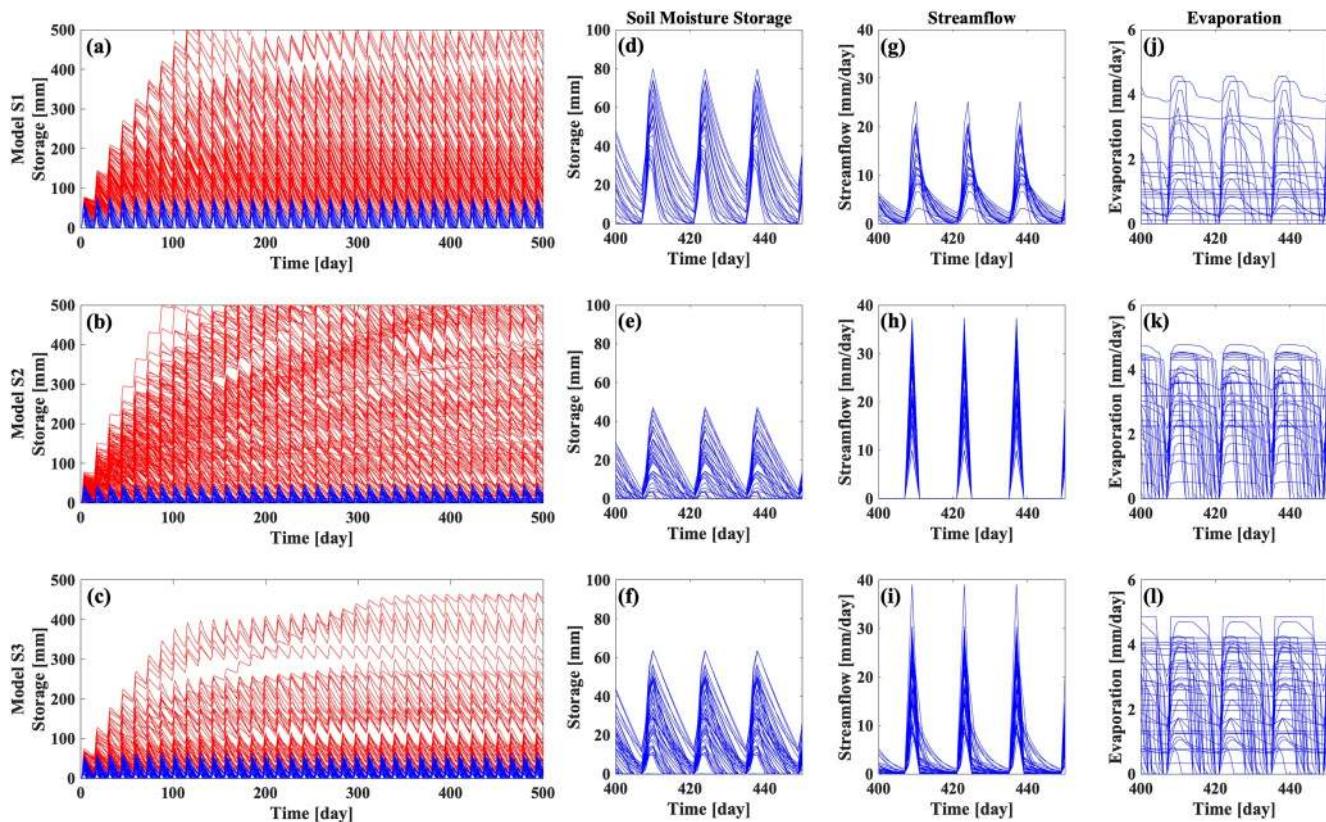 Soil Moisture Storage Streamflow Evaporation
(a) (d) (g) (j)
Model S1
Storage [mm]
500
400
300
200
100
0
0 100 200 300 400 500
Time [day]
Storage [mm]
100
80
60
40
20
0
400 420 440
Time [day]
Streamflow [mm/day]
40
30
20
10
0
400 420 440
Time [day]
Evaporation [mm/day]
6
4
2
0
400 420 440
Time [day]
(b) (e) (h) (k)
Model S2
Storage [mm]
500
400
300
200
100
0
0 100 200 300 400 500
Time [day]
Storage [mm]
100
80
60
40
20
0
400 420 440
Time [day]
Streamflow [mm/day]
40
30
20
10
0
400 420 440
Time [day]
Evaporation [mm/day]
6
4
2
0
400 420 440
Time [day]
(c) (f) (i) (l)
Model S3
Storage [mm]
500
400
300
200
100
0
0 100 200 300 400 500
Time [day]
Storage [mm]
100
80
60
40
20
0
400 420 440
Time [day]
Streamflow [mm/day]
40
30
20
10
0
400 420 440
Time [day]
Evaporation [mm/day]
6
4
2
0
400 420 440
Time [day]